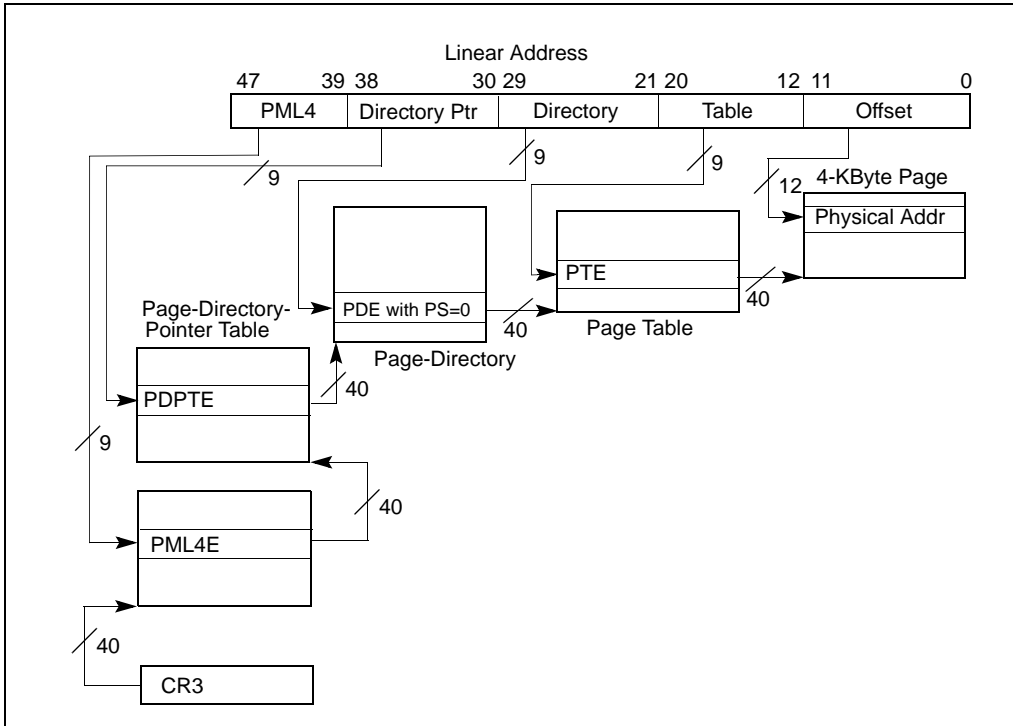 Linear Address
47 39 38 30 29 21 20 12 11 0
PML4 Directory Ptr Directory Table Offset
9
9
9
12
4-KByte Page
Physical Addr
PTE
40
Page Table
PDE with PS=0
40
Page-Directory
Page-Directory-
Pointer Table
PDPTE
40
9
PML4E
40
40
CR3